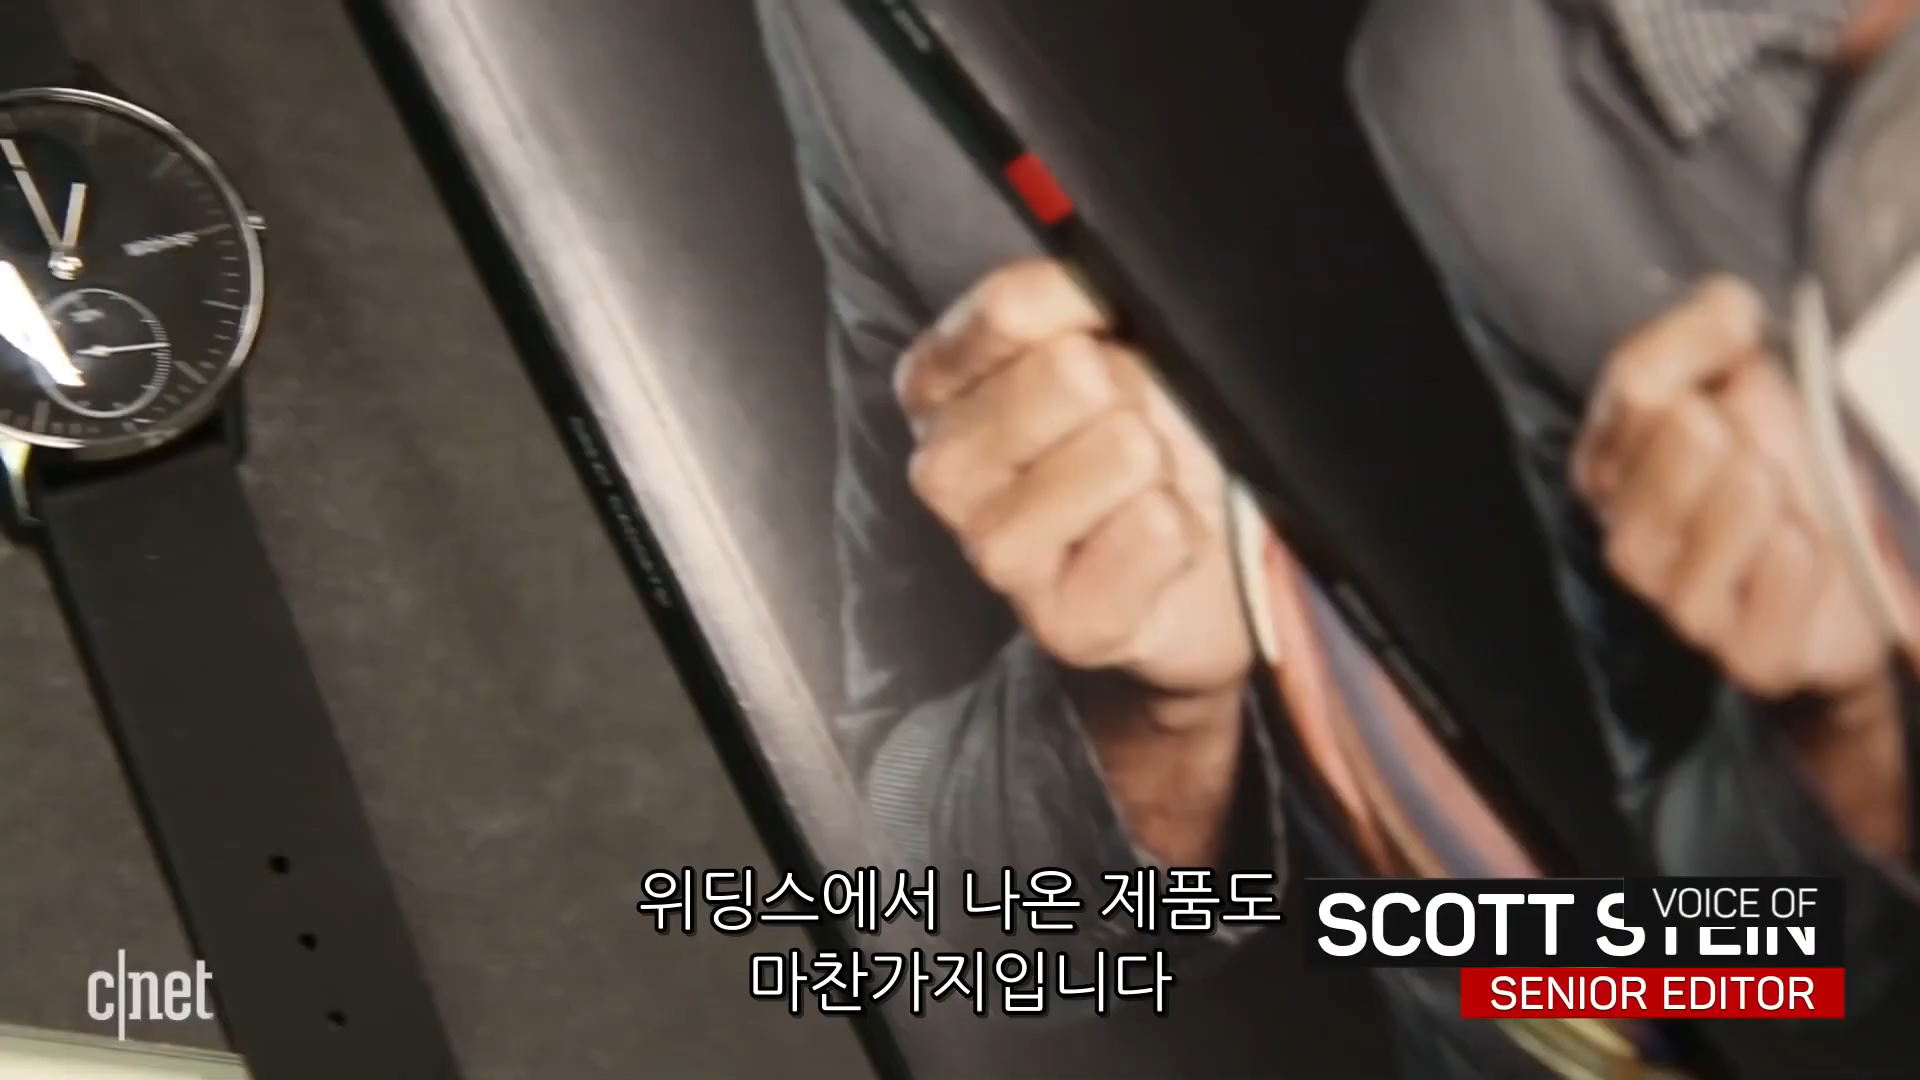 위딩스에서 나온 제품도
마찬가지입니다
VOICE OF
SCOTT STEIN
SENIOR EDITOR
c|net